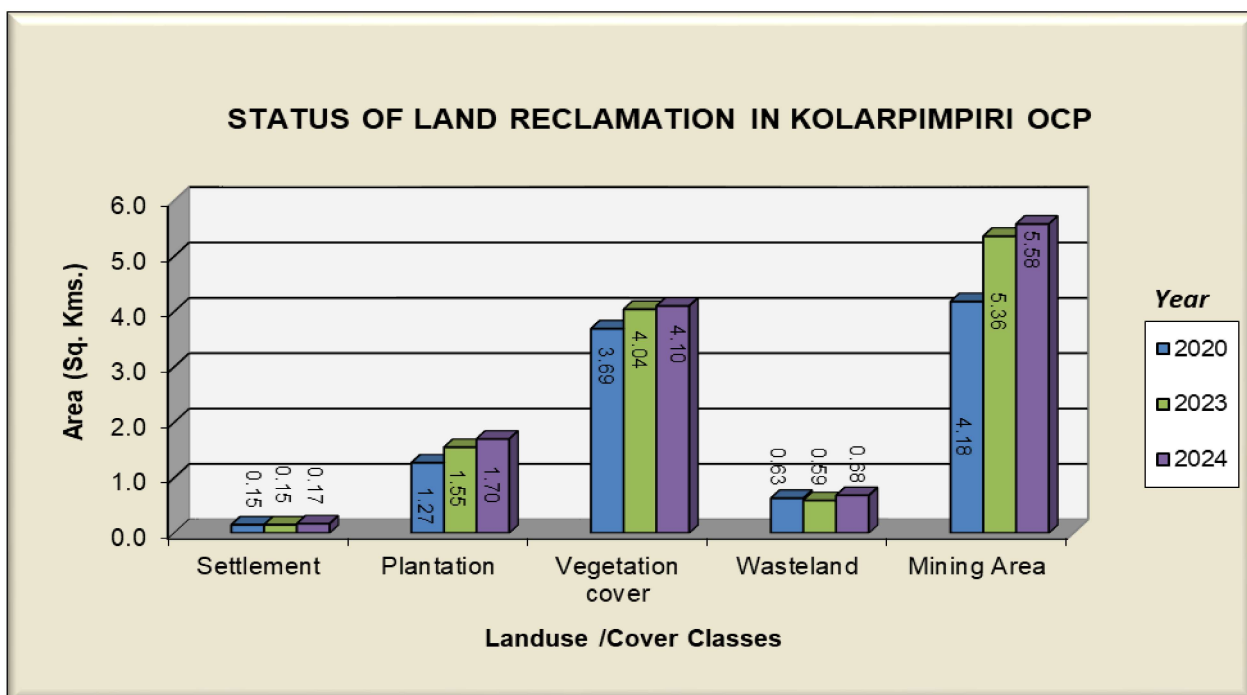 STATUS OF LAND RECLAMATION IN KOLARPIMPIRI OCP
Area (Sq. Kms.)
6.0
5.0
4.0
3.0
2.0
1.0
0.0
0.15
0.15
0.17
1.27
1.55
1.70
3.69
4.04
4.10
0.63
0.59
0.68
4.18
5.36
5.58
Settlement
Plantation
Vegetation
cover
Wasteland
Mining Area
Landuse /Cover Classes
Year
2020
2023
2024